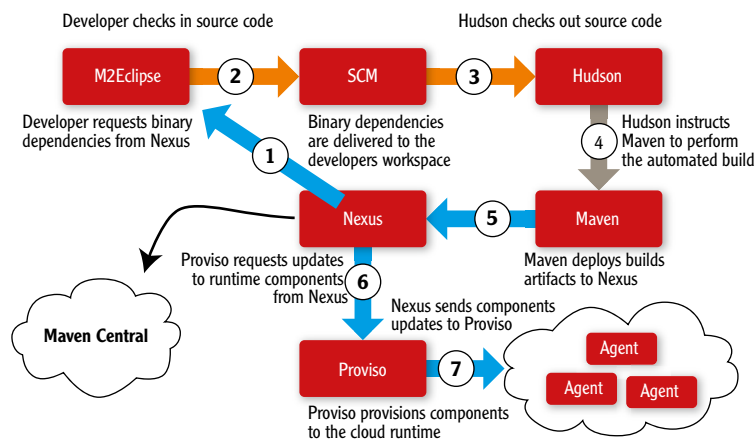 Developer checks in source code
Hudson checks out source code
M2Eclipse
2
SCM
3
Hudson
Developer requests binary
dependencies from Nexus
Binary dependencies
are delivered to the
developers workspace
4
Hudson instructs
Maven to perform
the automated build
1
Nexus
5
Maven
Proviso requests updates
to runtime components
from Nexus
6
Maven deploys builds
artifacts to Nexus
Maven Central
Nexus sends components
updates to Proviso
Proviso
7
Agent
Agent
Agent
Proviso provisions components
to the cloud runtime